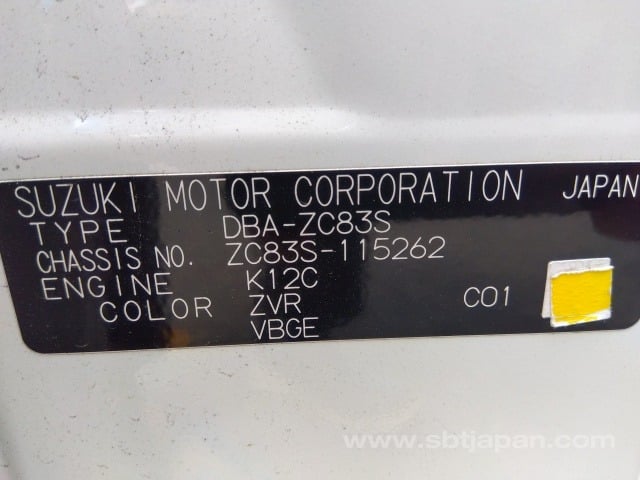 SUZUKI MOTOR CORPORATION JAPAN
TYPE DBA-ZC83S
CHASSIS NO. ZC83S-115262
ENGINE K12C
COLOR ZVR C01
VBGE
www.sbtjapan.com